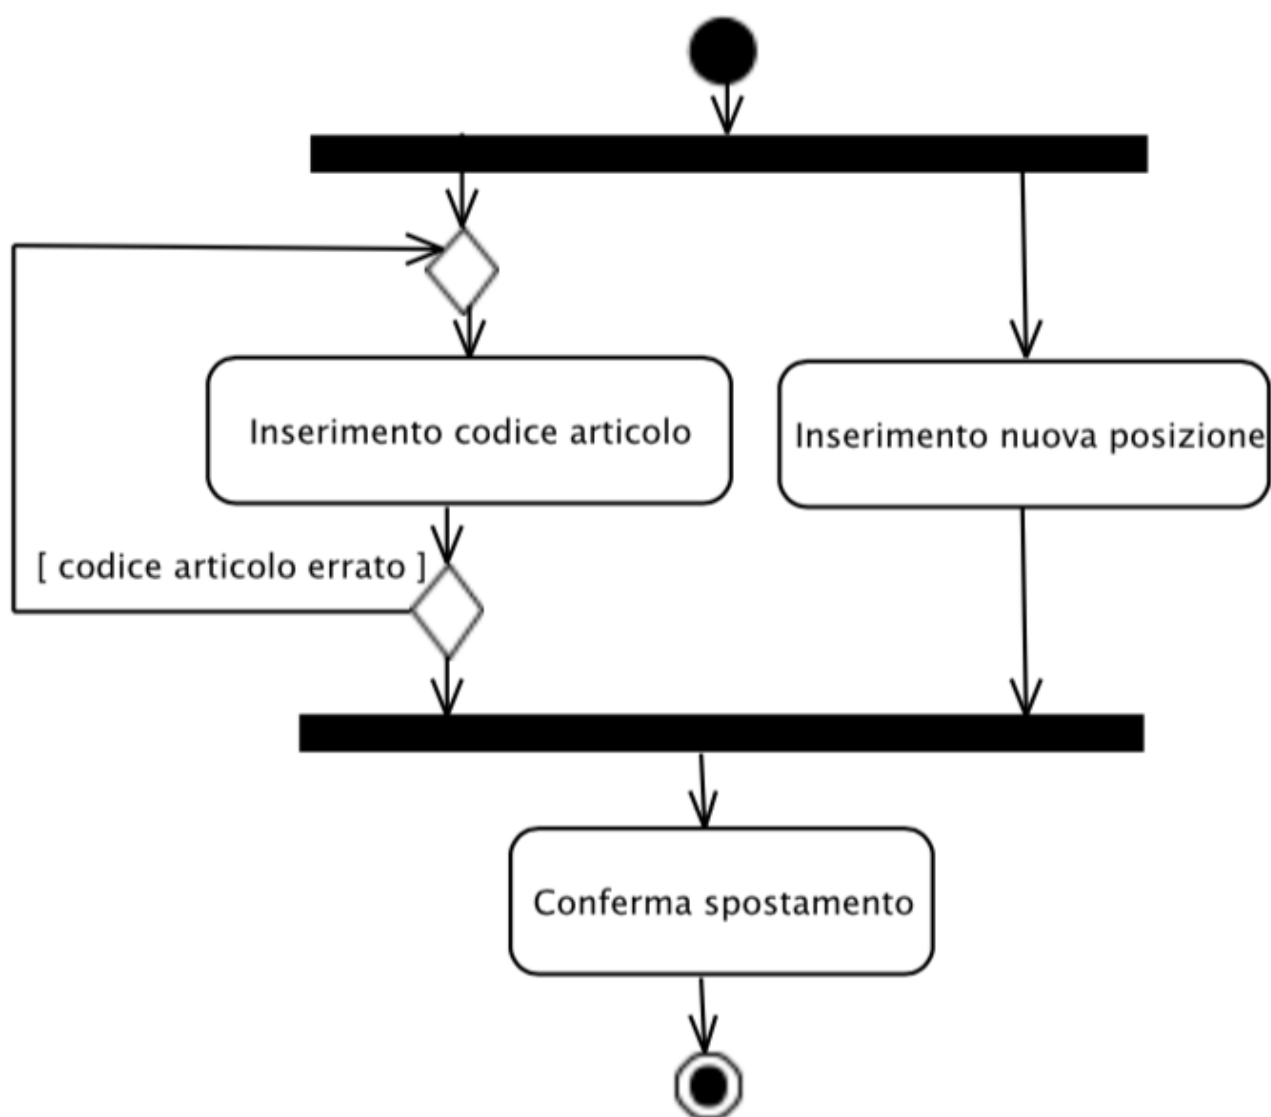 Inserimento codice articolo
Inserimento nuova posizione
[ codice articolo errato ]
Conferma spostamento